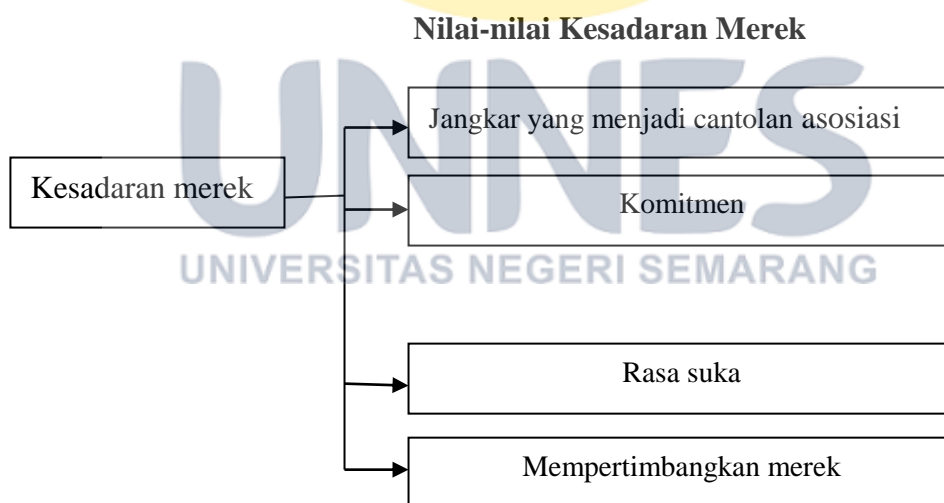 Nilai-nilai Kesadaran Merek
UNNES
Jangkar yang menjadi cantolan asosiasi
Kesadaran merek
Komitmen
UNIVERSITAS NEGERI SEMARANG
Rasa suka
Mempertimbangkan merek